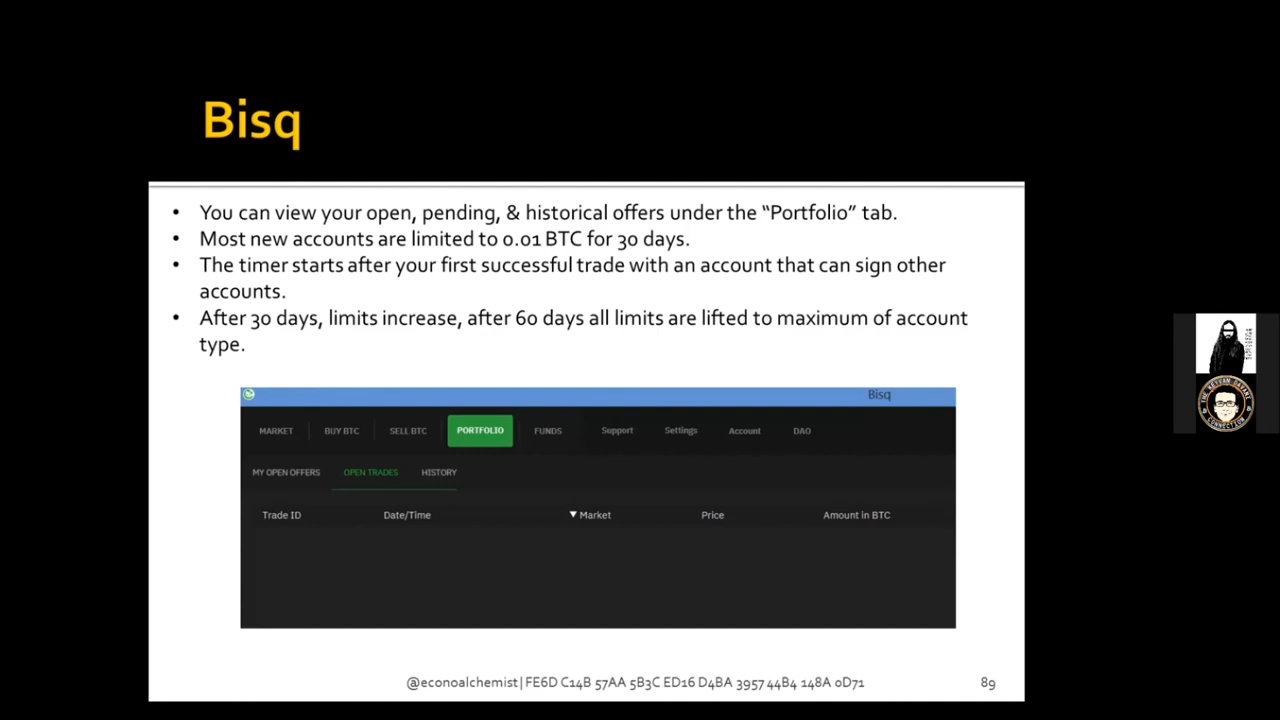 Bisq
• You can view your open, pending, & historical offers under the “Portfolio” tab.
• Most new accounts are limited to 0.01 BTC for 30 days.
• The timer starts after your first successful trade with an account that can sign other
accounts.
• After 30 days, limits increase, after 60 days all limits are lifted to maximum of account
type.
Bisq
MARKET BUY BTC SELL BTC PORTFOLIO FUNDS Support Settings Account DAO
MY OPEN OFFERS OPEN TRADES HISTORY
Trade ID Date/Time ▼ Market Price Amount in BTC
THE KEYVAN DAVANI
CONNECTION
@econoalchemist| FE6D C14B 57AA 5B3C ED16 D4BA 3957 44B4 148A 0D71 89